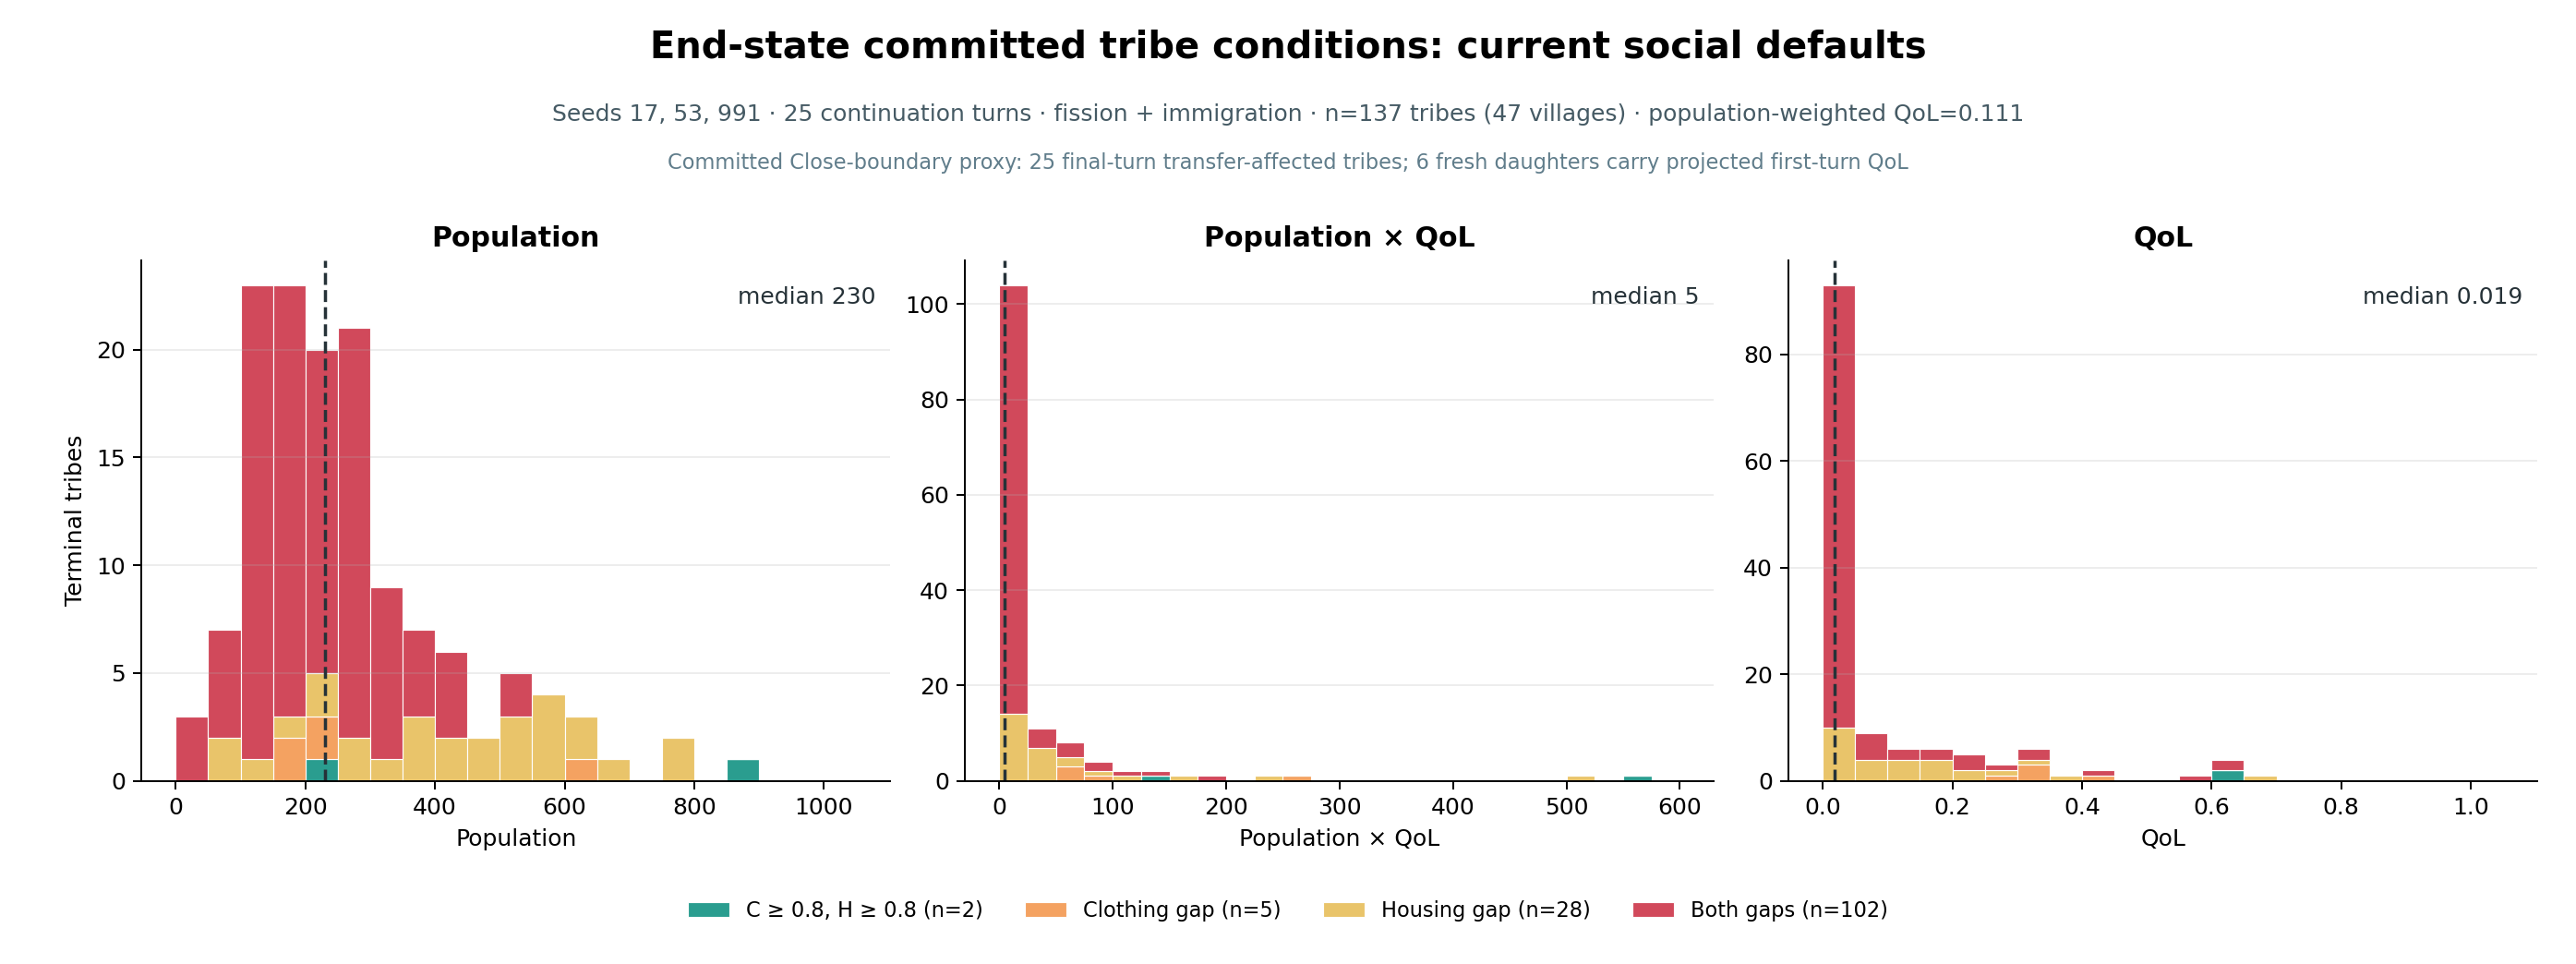 End-state committed tribe conditions: current social defaults
Seeds 17, 53, 991 · 25 continuation turns · fission + immigration · n=137 tribes (47 villages) · population-weighted QoL=0.111
Committed Close-boundary proxy: 25 final-turn transfer-affected tribes; 6 fresh daughters carry projected first-turn QoL
Population
median 230
Terminal tribes
20
15
10
5
0
0 200 400 600 800 1000
Population
Population × QoL
median 5
100
80
60
40
20
0
0 100 200 300 400 500 600
Population × QoL
QoL
median 0.019
80
60
40
20
0
0.0 0.2 0.4 0.6 0.8 1.0
QoL
C ≥ 0.8, H ≥ 0.8 (n=2) Clothing gap (n=5) Housing gap (n=28) Both gaps (n=102)